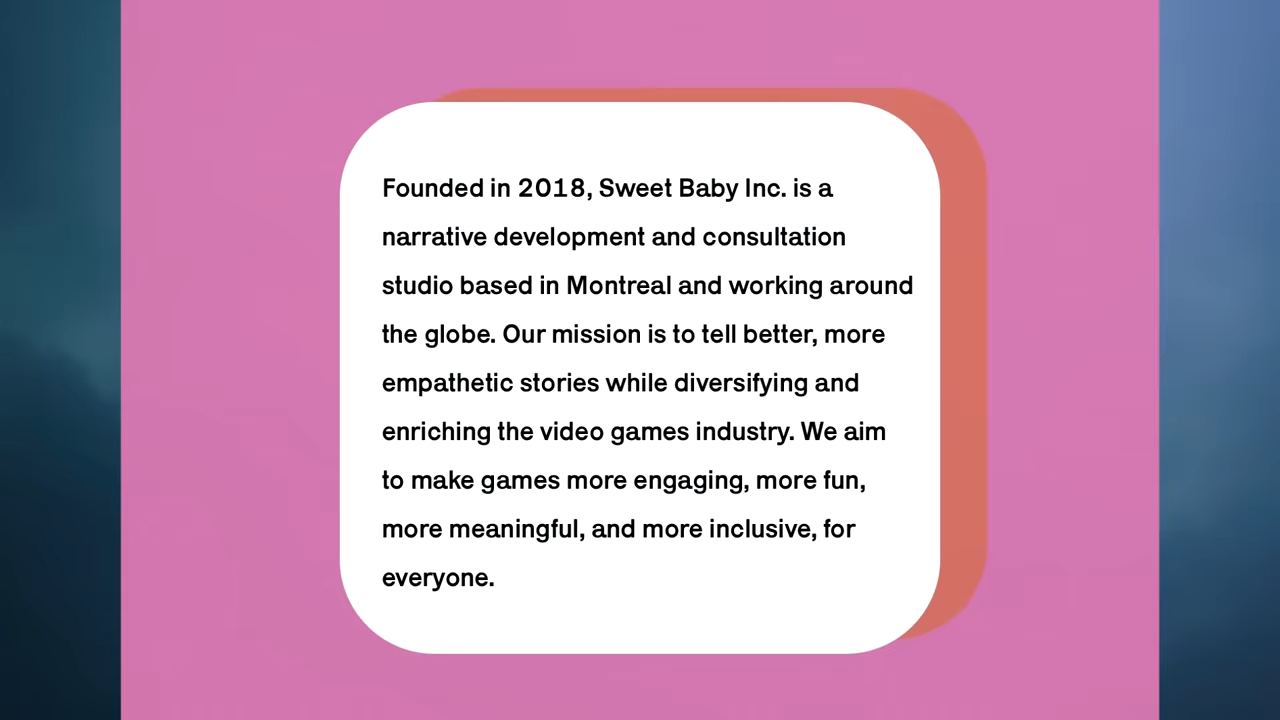 Founded in 2018, Sweet Baby Inc. is a
narrative development and consultation
studio based in Montreal and working around
the globe. Our mission is to tell better, more
empathetic stories while diversifying and
enriching the video games industry. We aim
to make games more engaging, more fun,
more meaningful, and more inclusive, for
everyone.